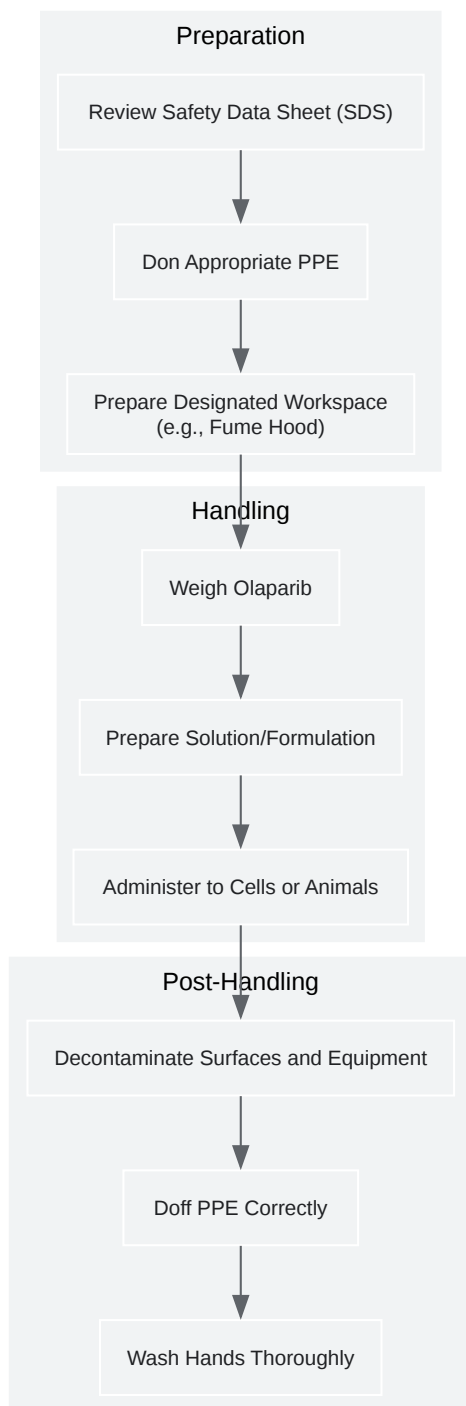 Preparation
Review Safety Data Sheet (SDS)
Don Appropriate PPE
Prepare Designated Workspace
(e.g., Fume Hood)
Handling
Weigh Olaparib
Prepare Solution/Formulation
Administer to Cells or Animals
Post-Handling
Decontaminate Surfaces and Equipment
Doff PPE Correctly
Wash Hands Thoroughly